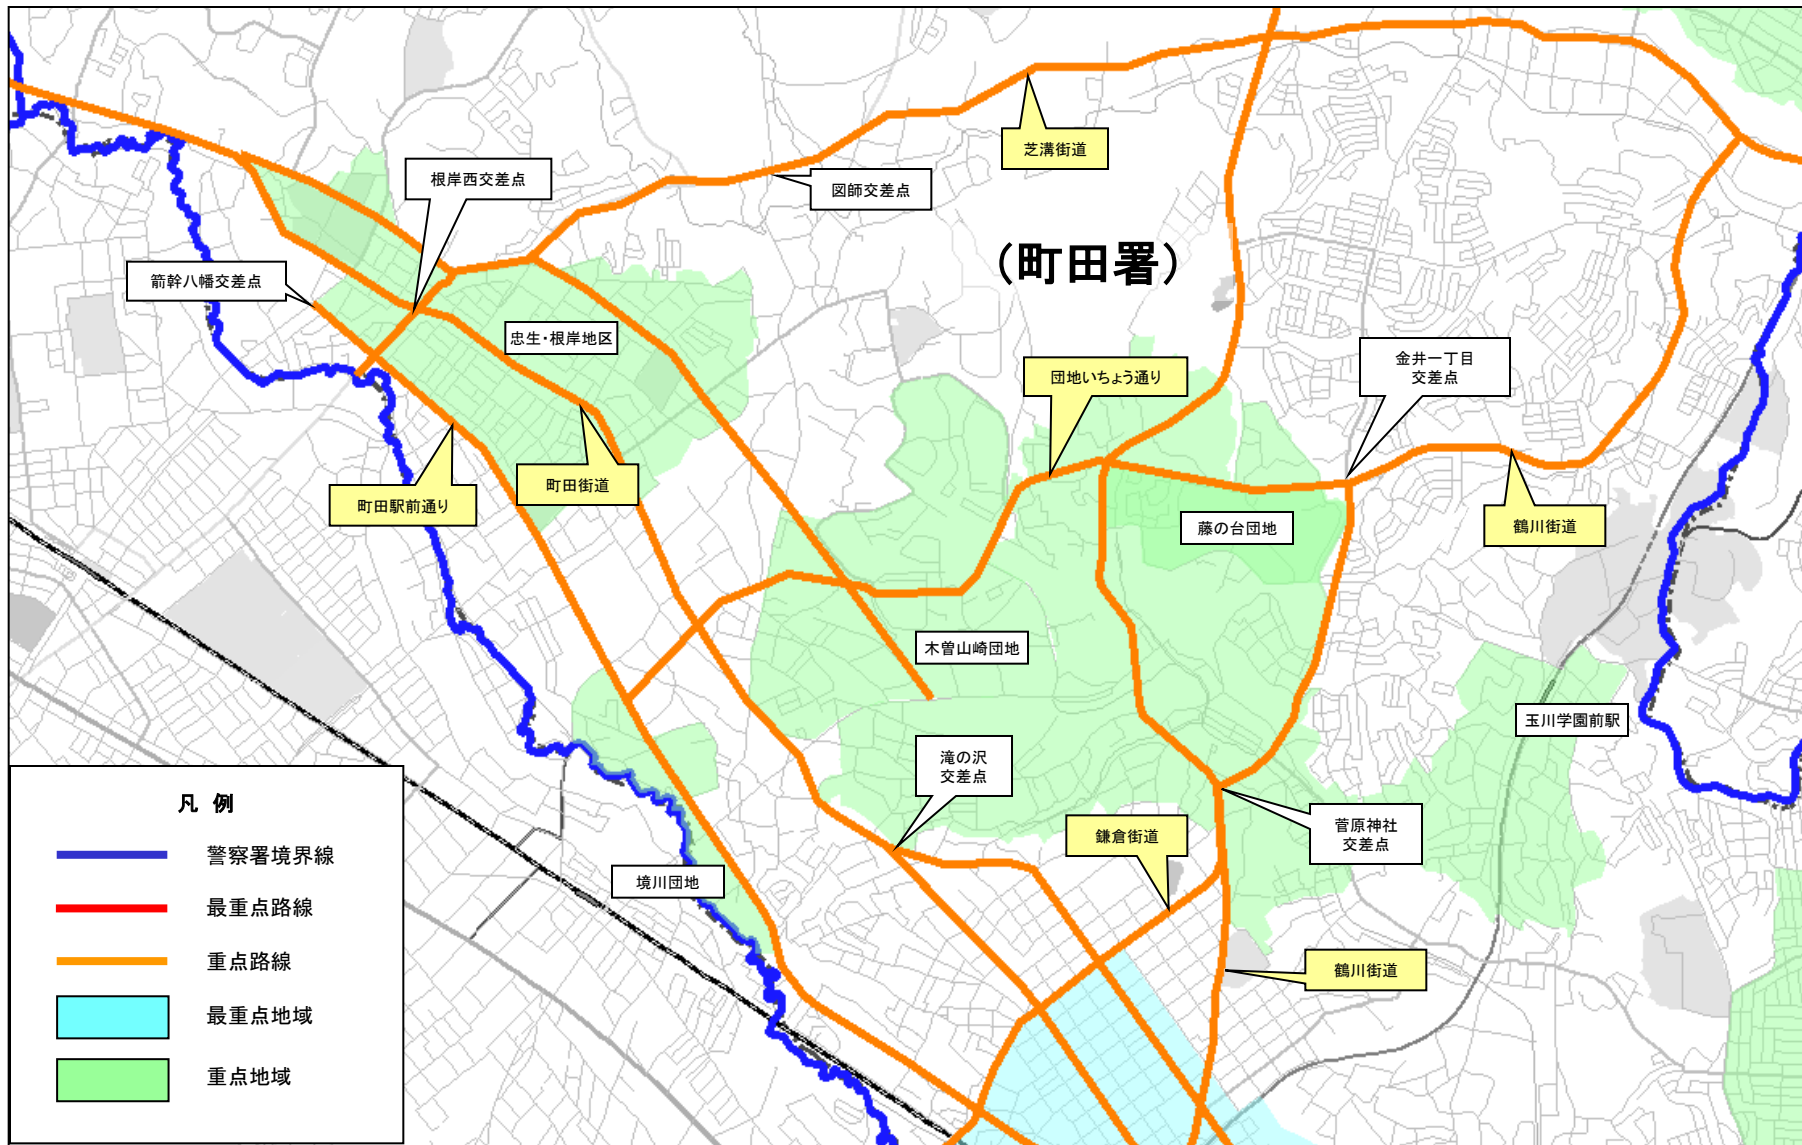 芝溝街道
根岸西交差点
図師交差点
（町田署）
箭幹八幡交差点
忠生・根岸地区
団地いちょう通り
金井一丁目
交差点
町田街道
町田駅前通り
藤の台団地
鶴川街道
木曽山崎団地
玉川学園前駅
滝の沢
交差点
鎌倉街道
菅原神社
交差点
境川団地
鶴川街道
凡 例
警察署境界線
最重点路線
重点路線
最重点地域
重点地域